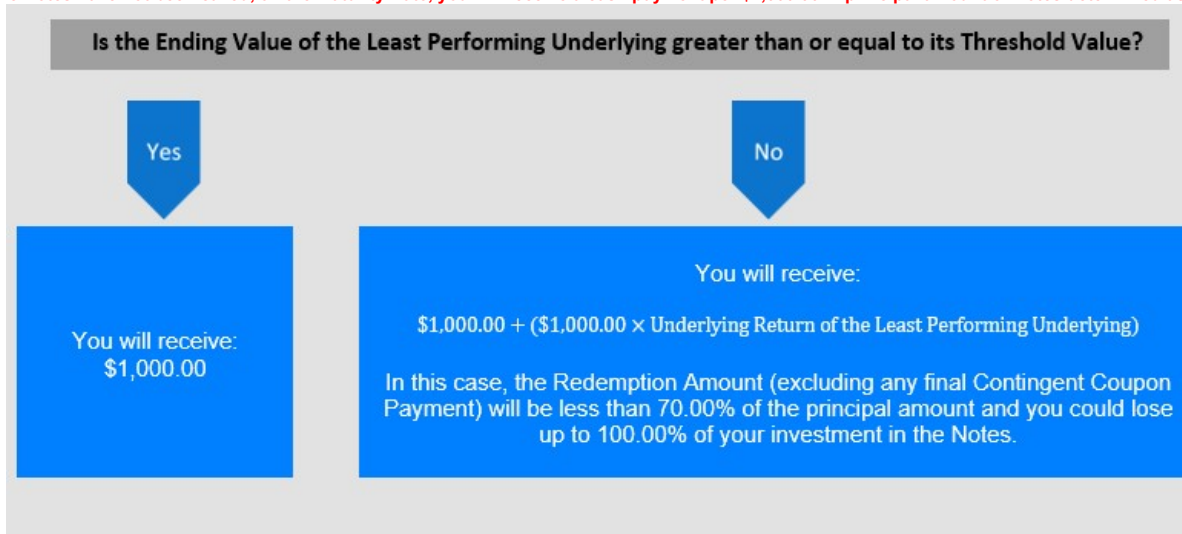 Is the Ending Value of the Least Performing Underlying greater than or equal to its Threshold Value?
Yes
No
You will receive:
$1,000.00
You will receive:
$1,000.00 + ($1,000.00 × Underlying Return of the Least Performing Underlying)
In this case, the Redemption Amount (excluding any final Contingent Coupon
Payment) will be less than 70.00% of the principal amount and you could lose
up to 100.00% of your investment in the Notes.